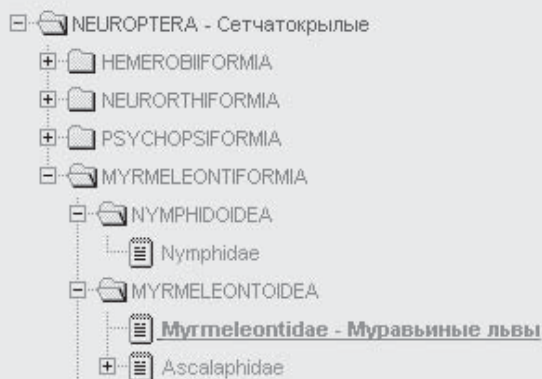 NEUROPTERA - Сетчатокрылые
HEMEROBIIFORMIA
NEURORTHIFORMIA
PSYCHOPSIFORMIA
MYRMELEONTIFORMIA
NYMPHIDOIDEA
Nymphidae
MYRMELEONTOIDEA
Myrmeleontidae - Муравьиные львы
Ascalaphidae